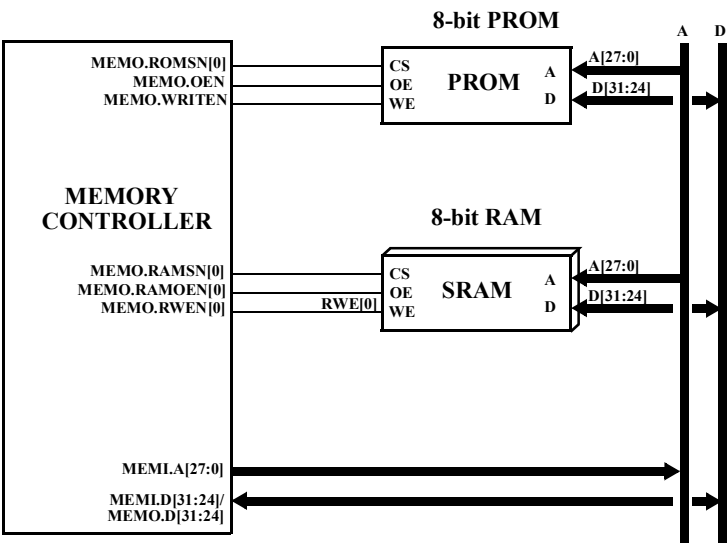 8-bit PROM
A D
MEMO.ROMSN[0]
MEMO.OEN
MEMO.WRITEN
CS
OE
WE
PROM
A
D
A[27:0]
D[31:24]
MEMORY
CONTROLLER
8-bit RAM
MEMO.RAMSN[0]
MEMO.RAMOEN[0]
MEMO.RWEN[0]
RWE[0]
CS
OE
WE
SRAM
A
D
A[27:0]
D[31:24]
MEMI.A[27:0]
MEMI.D[31:24]/
MEMO.D[31:24]